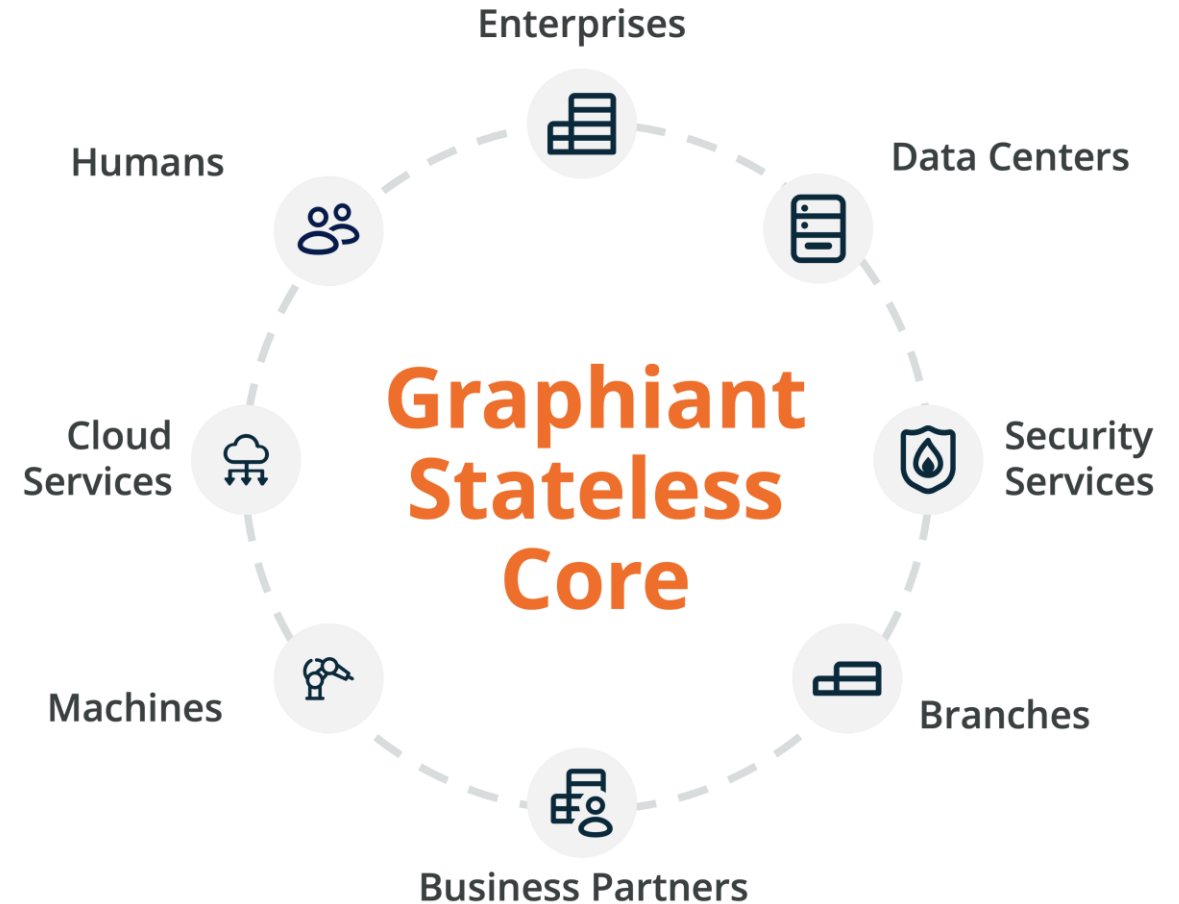 Enterprises
Humans
Data Centers
Graphiant
Stateless
Core
Cloud
Services
Security
Services
Machines
Branches
Business Partners